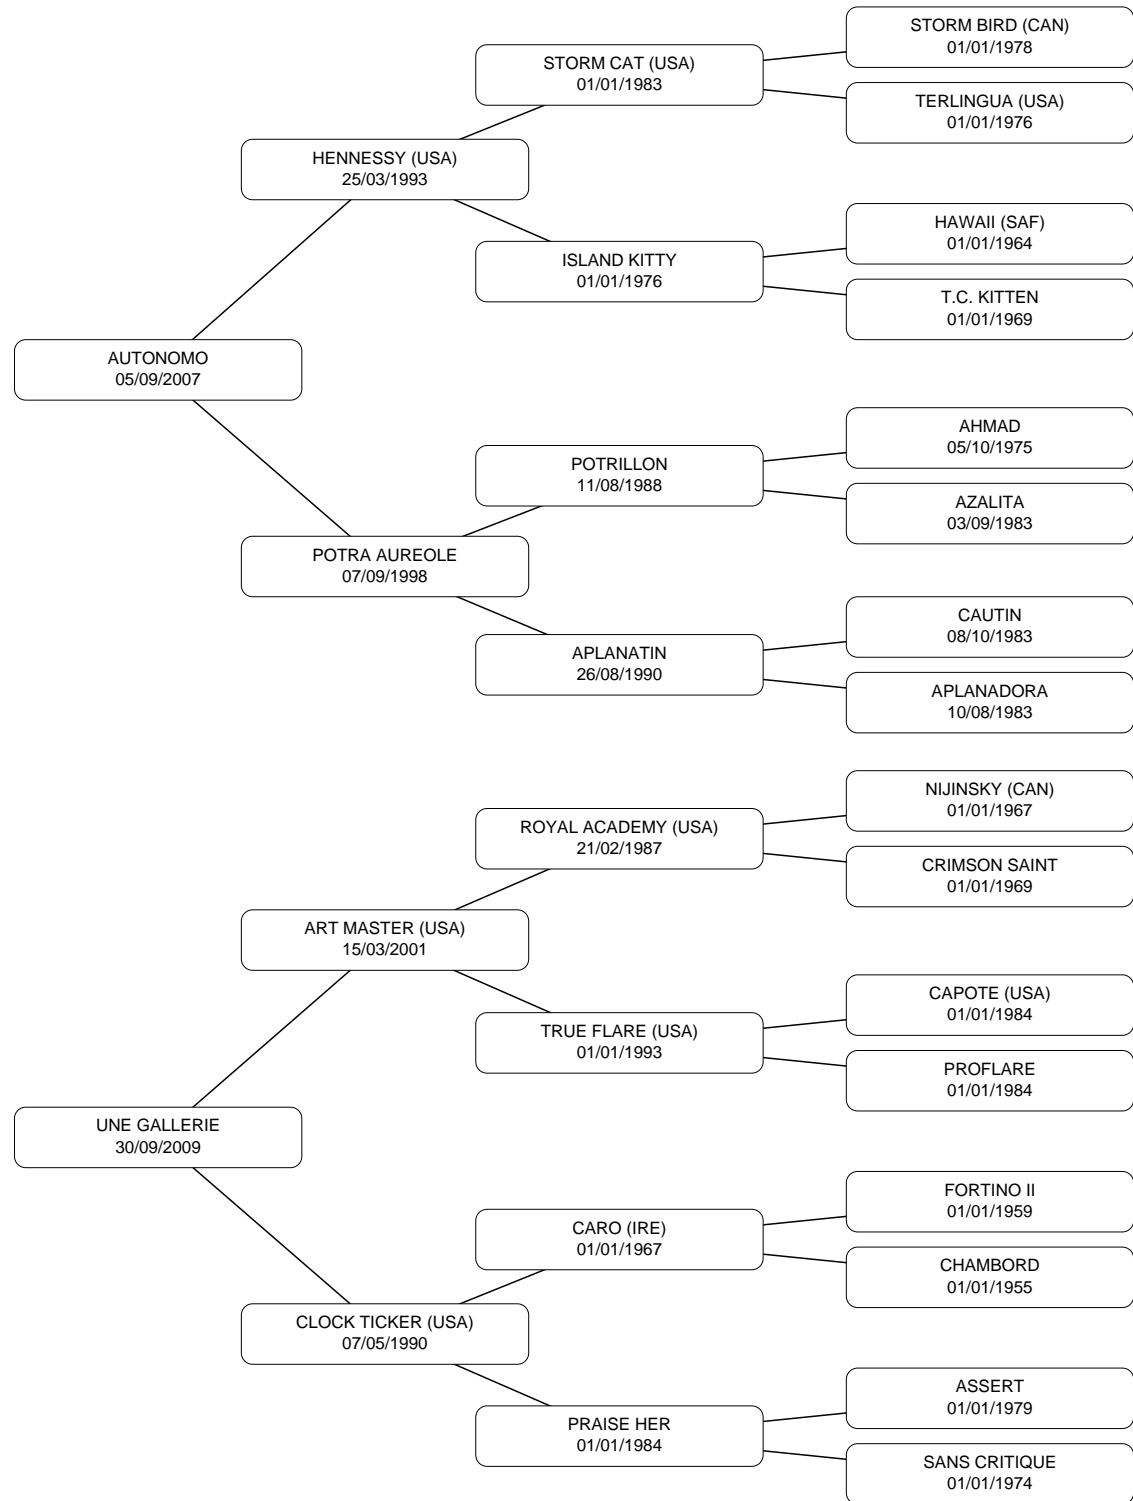 STORM BIRD (CAN)
01/01/1978
STORM CAT (USA)
01/01/1983
TERLINGUA (USA)
01/01/1976
HENNESSY (USA)
25/03/1993
HAWAII (SAF)
01/01/1964
ISLAND KITTY
01/01/1976
T.C. KITTEN
01/01/1969
AUTONOMO
05/09/2007
AHMAD
05/10/1975
POTRILLON
11/08/1988
AZALITA
03/09/1983
POTRA AUREOLE
07/09/1998
CAUTIN
08/10/1983
APLANATIN
26/08/1990
APLANADORA
10/08/1983
NIJINSKY (CAN)
01/01/1967
ROYAL ACADEMY (USA)
21/02/1987
CRIMSON SAINT
01/01/1969
ART MASTER (USA)
15/03/2001
CAPOTE (USA)
01/01/1984
TRUE FLARE (USA)
01/01/1993
PROFLARE
01/01/1984
UNE GALLERIE
30/09/2009
FORTINO II
01/01/1959
CARO (IRE)
01/01/1967
CHAMBORD
01/01/1955
CLOCK TICKER (USA)
07/05/1990
ASSERT
01/01/1979
PRAISE HER
01/01/1984
SANS CRITIQUE
01/01/1974